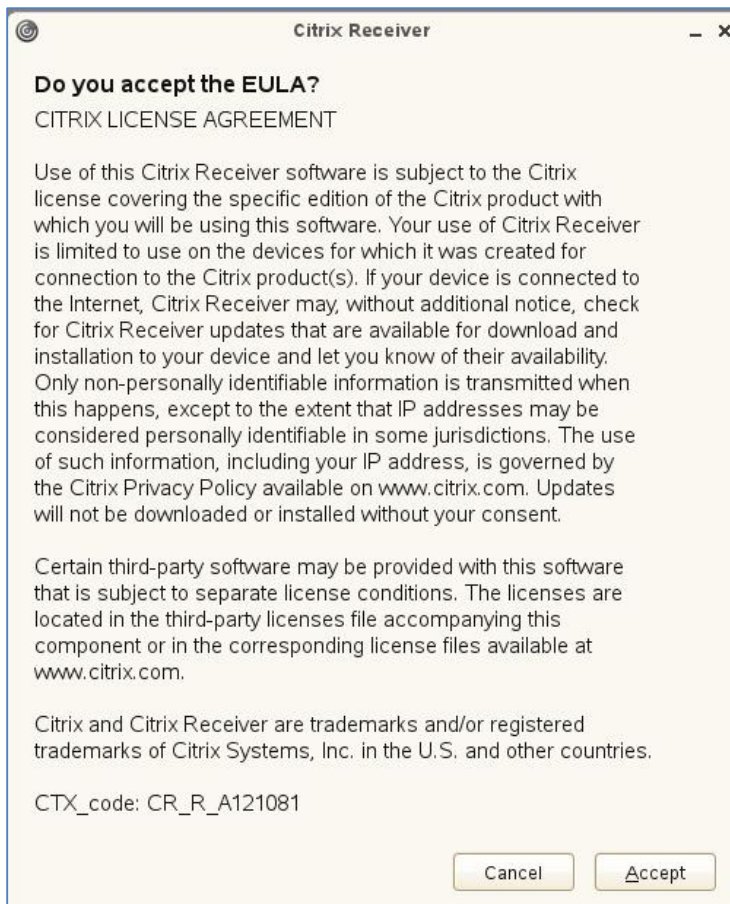 Citrix Receiver
Do you accept the EULA?
CITRIX LICENSE AGREEMENT
Use of this Citrix Receiver software is subject to the Citrix
license covering the specific edition of the Citrix product with
which you will be using this software. Your use of Citrix Receiver
is limited to use on the devices for which it was created for
connection to the Citrix product(s). If your device is connected to
the Internet, Citrix Receiver may, without additional notice, check
for Citrix Receiver updates that are available for download and
installation to your device and let you know of their availability.
Only non-personally identifiable information is transmitted when
this happens, except to the extent that IP addresses may be
considered personally identifiable in some jurisdictions. The use
of such information, including your IP address, is governed by
the Citrix Privacy Policy available on www.citrix.com. Updates
will not be downloaded or installed without your consent.
Certain third-party software may be provided with this software
that is subject to separate license conditions. The licenses are
located in the third-party licenses file accompanying this
component or in the corresponding license files available at
www.citrix.com.
Citrix and Citrix Receiver are trademarks and/or registered
trademarks of Citrix Systems, Inc. in the U.S. and other countries.
CTX_code: CR_R_A121081
Cancel Accept